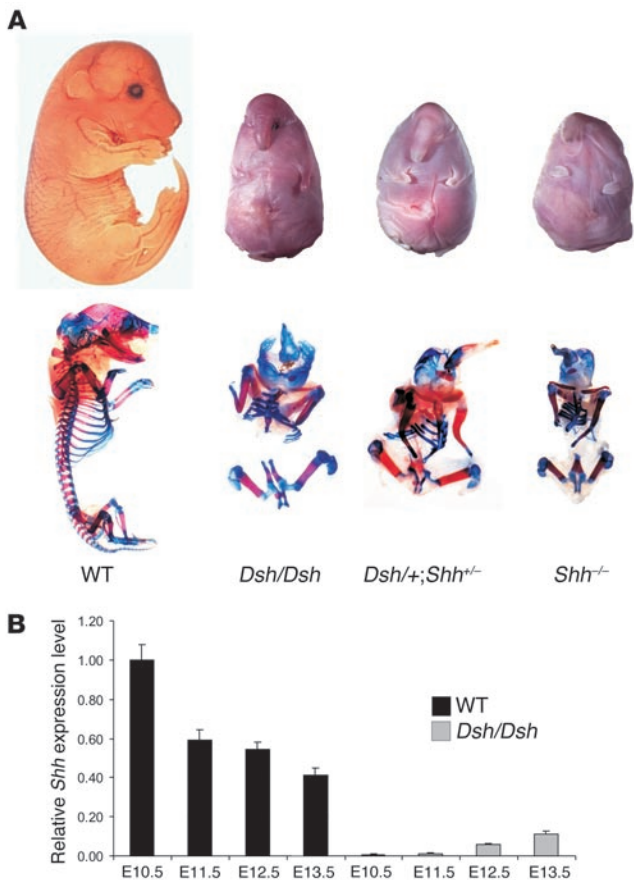 A
WT
Dsh/Dsh
Dsh/+;Shh+/–
Shh–/–
B
Relative Shh expression level
1.20
1.00
0.80
0.60
0.40
0.20
0.00
WT
Dsh/Dsh
E10.5 E11.5 E12.5 E13.5 E10.5 E11.5 E12.5 E13.5